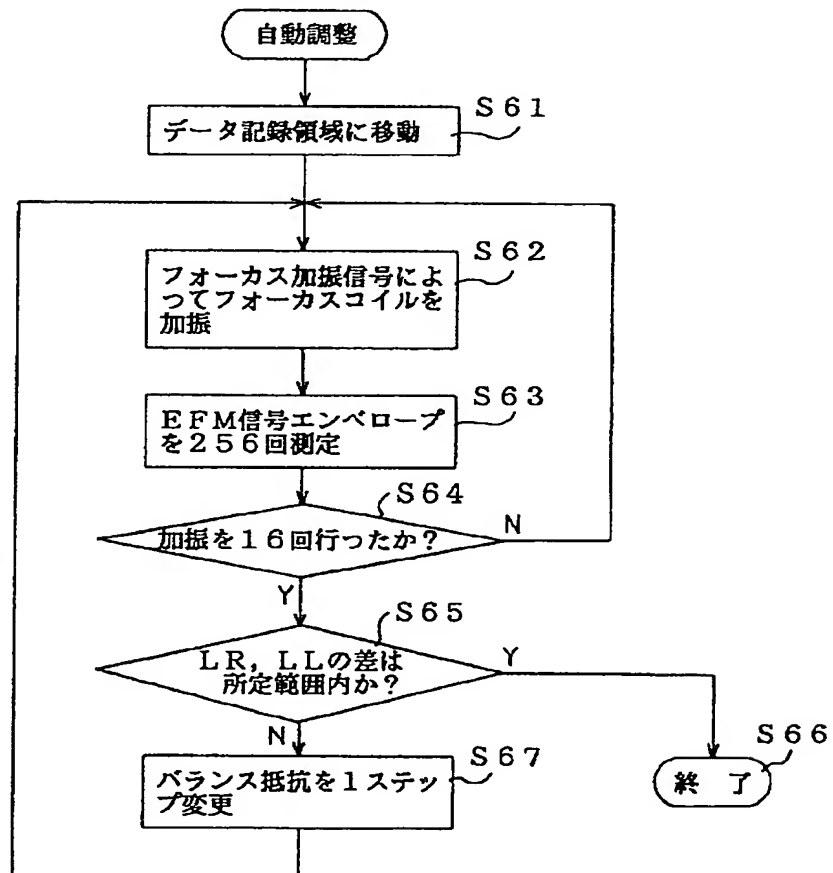 自動調整
S61
データ記録領域に移動
S62
フォーカス加振信号によ
ってフォーカスコイルを
加振
S63
EFM信号エンベロープ
を256回測定
S64
加振を16回行ったか?
N
Y
S65
LR,LLの差は
所定範囲内か?
Y
N
S66
終 了
S67
バランス抵抗を1ステッ
プ変更